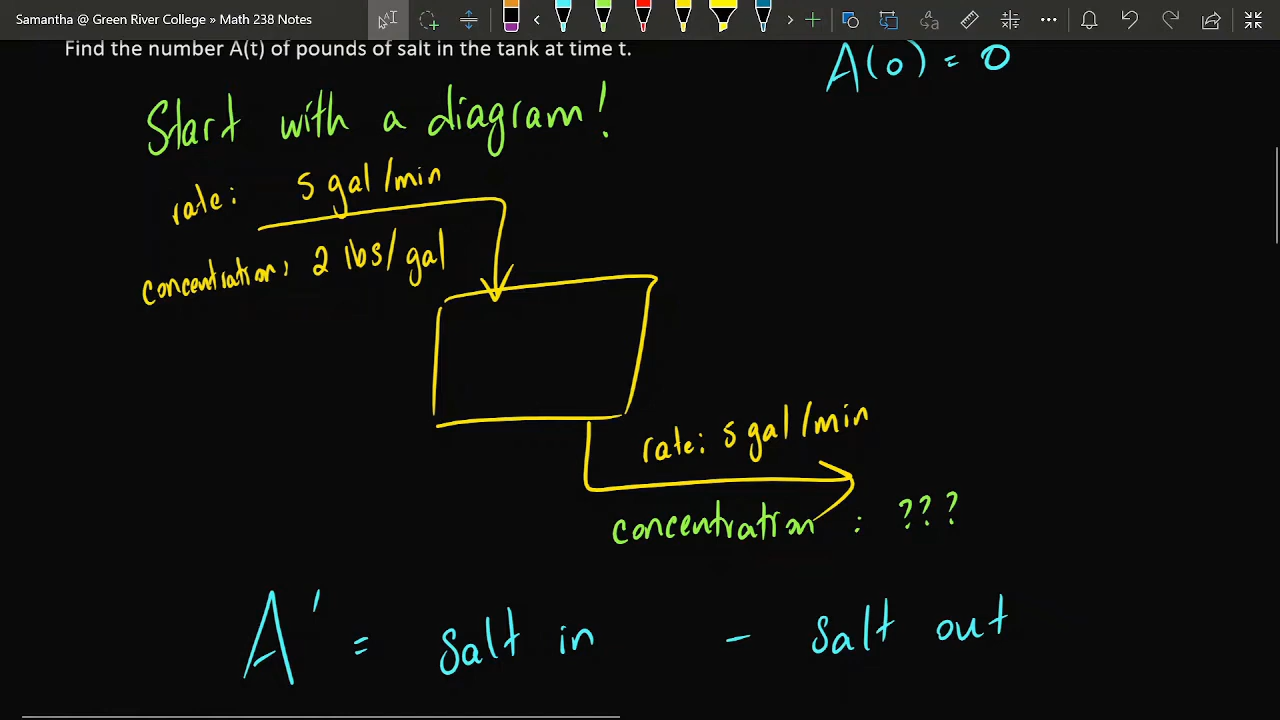 Samantha @ Green River College » Math 238 Notes
Find the number A(t) of pounds of salt in the tank at time t.
A(0) = 0
Start with a diagram!
rate: 5 gal/min
concentration: 2 lbs/gal
rate: 5 gal/min
concentration : ???
A' = Salt in - Salt out